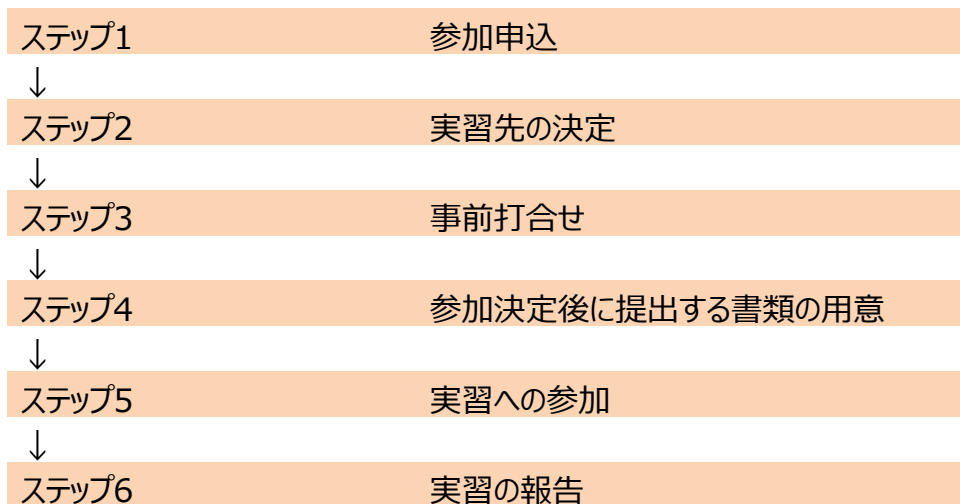 ステップ1 参加申込
↓
ステップ2 実習先の決定
↓
ステップ3 事前打合せ
↓
ステップ4 参加決定後に提出する書類の用意
↓
ステップ5 実習への参加
↓
ステップ6 実習の報告